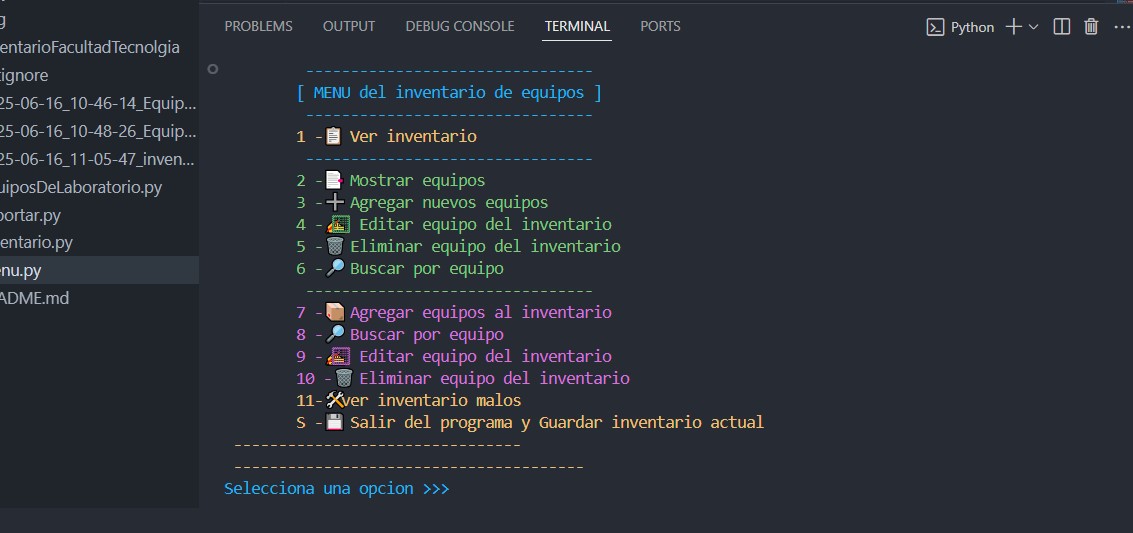 PROBLEMS OUTPUT DEBUG CONSOLE TERMINAL PORTS Python
g
entarioFacultadTecnolgia
ignore
25-06-16_10-46-14_Equip...
25-06-16_10-48-26_Equip...
25-06-16_11-05-47_inven...
uiposDeLaboratorio.py
portar.py
entario.py
enu.py
ADME.md
--------------------------------
[ MENU del inventario de equipos ]
--------------------------------
1 -📋 Ver inventario
--------------------------------
2 -📑 Mostrar equipos
3 -➕ Agregar nuevos equipos
4 - Editar equipo del inventario
5 -🗑️ Eliminar equipo del inventario
6 -🔎 Buscar por equipo
--------------------------------
7 -📦 Agregar equipos al inventario
8 -🔎 Buscar por equipo
9 - Editar equipo del inventario
10 -🗑️ Eliminar equipo del inventario
11-🛠️ver inventario malos
S -💾 Salir del programa y Guardar inventario actual
--------------------------------
---------------------------------------
Selecciona una opcion >>>